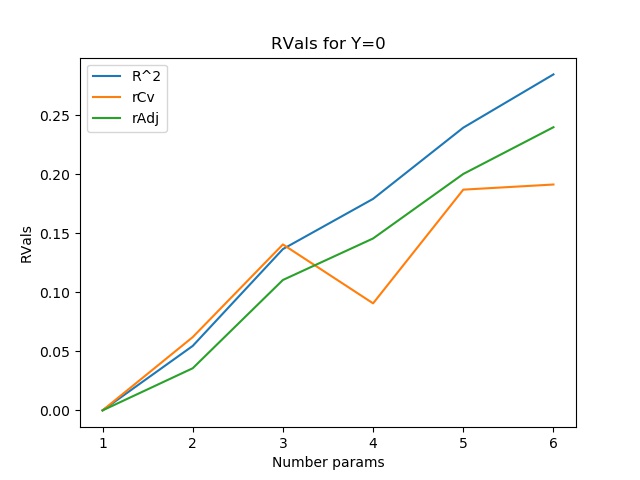 RVals for Y=0
R^2
rCv
rAdj
RVals
0.25
0.20
0.15
0.10
0.05
0.00
1 2 3 4 5 6
Number params